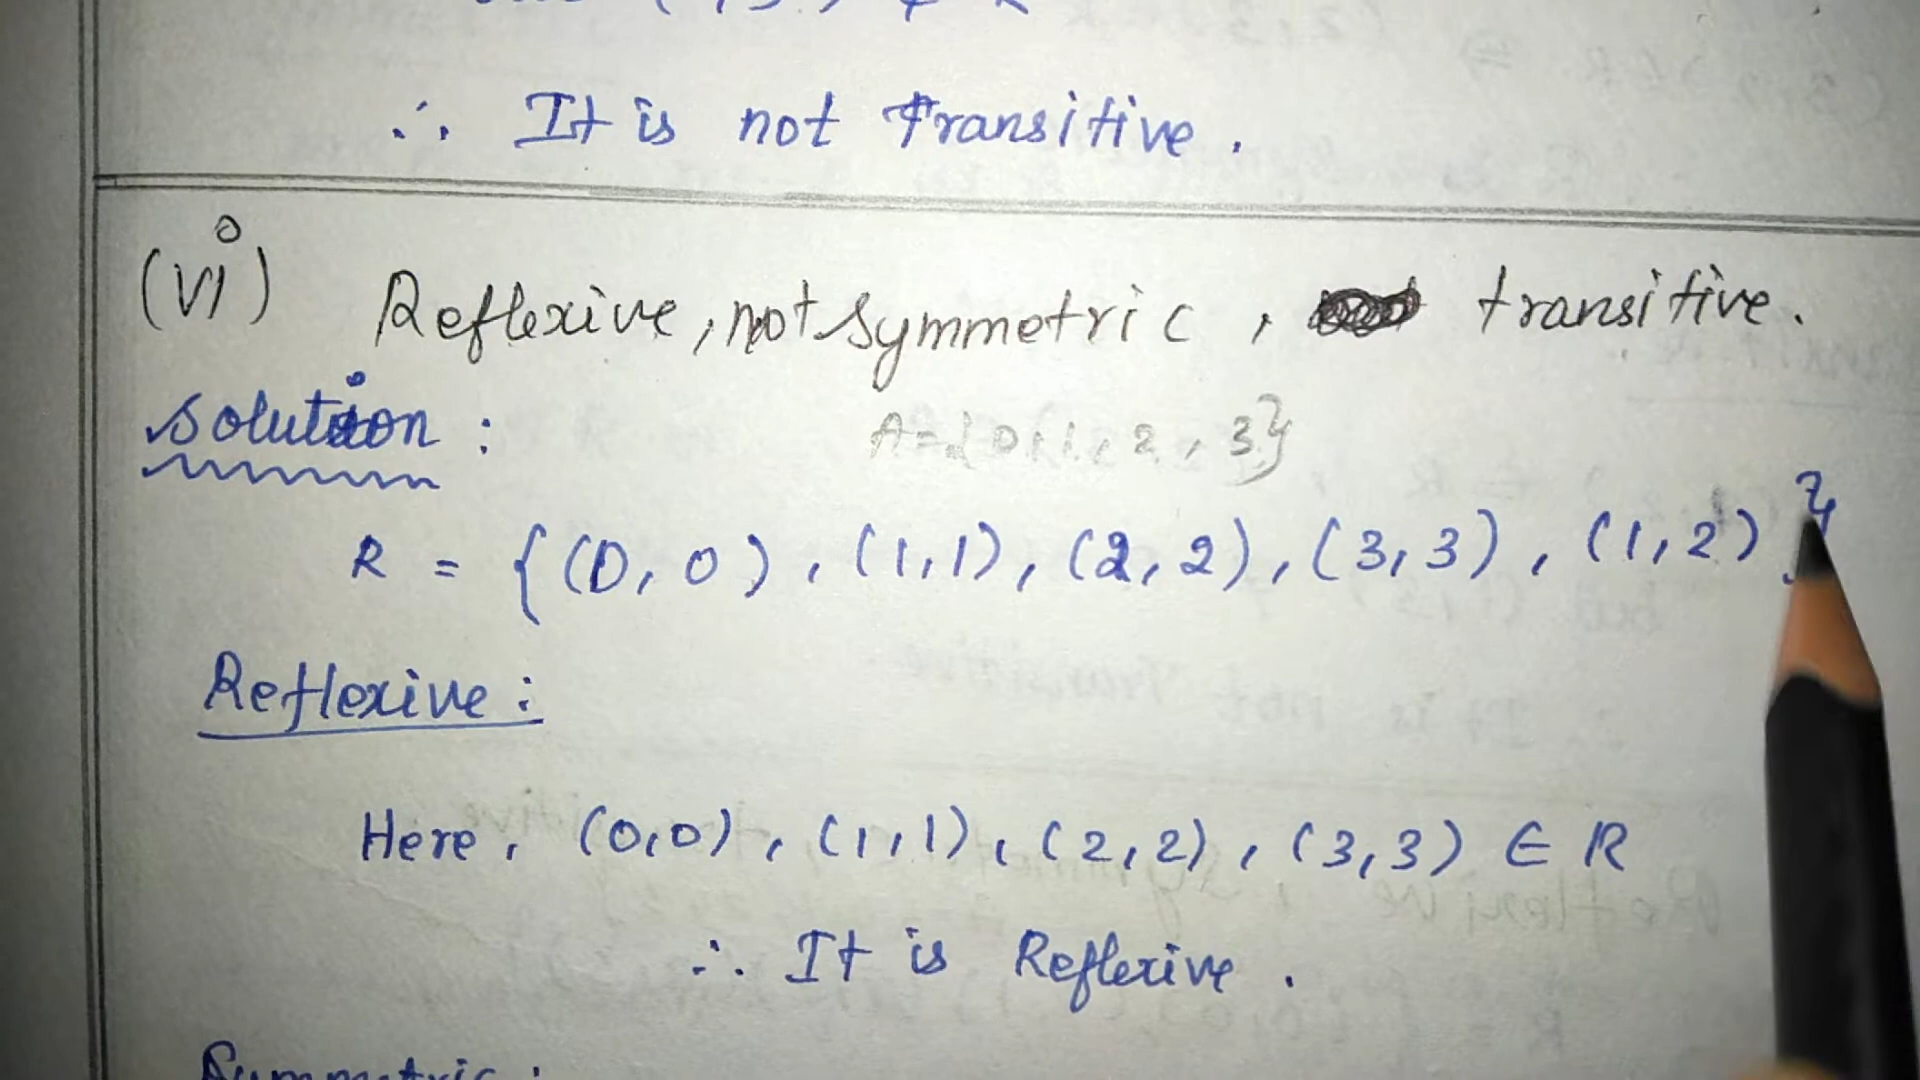 ∴ It is not Transitive.
(vi) Reflexive, not symmetric, transitive.
Solution:
A={0,1,2,3}
R = {(0,0), (1,1), (2,2), (3,3), (1,2)}
Reflexive:
Here, (0,0), (1,1), (2,2), (3,3) ∈ R
∴ It is Reflexive.
Symmetric: